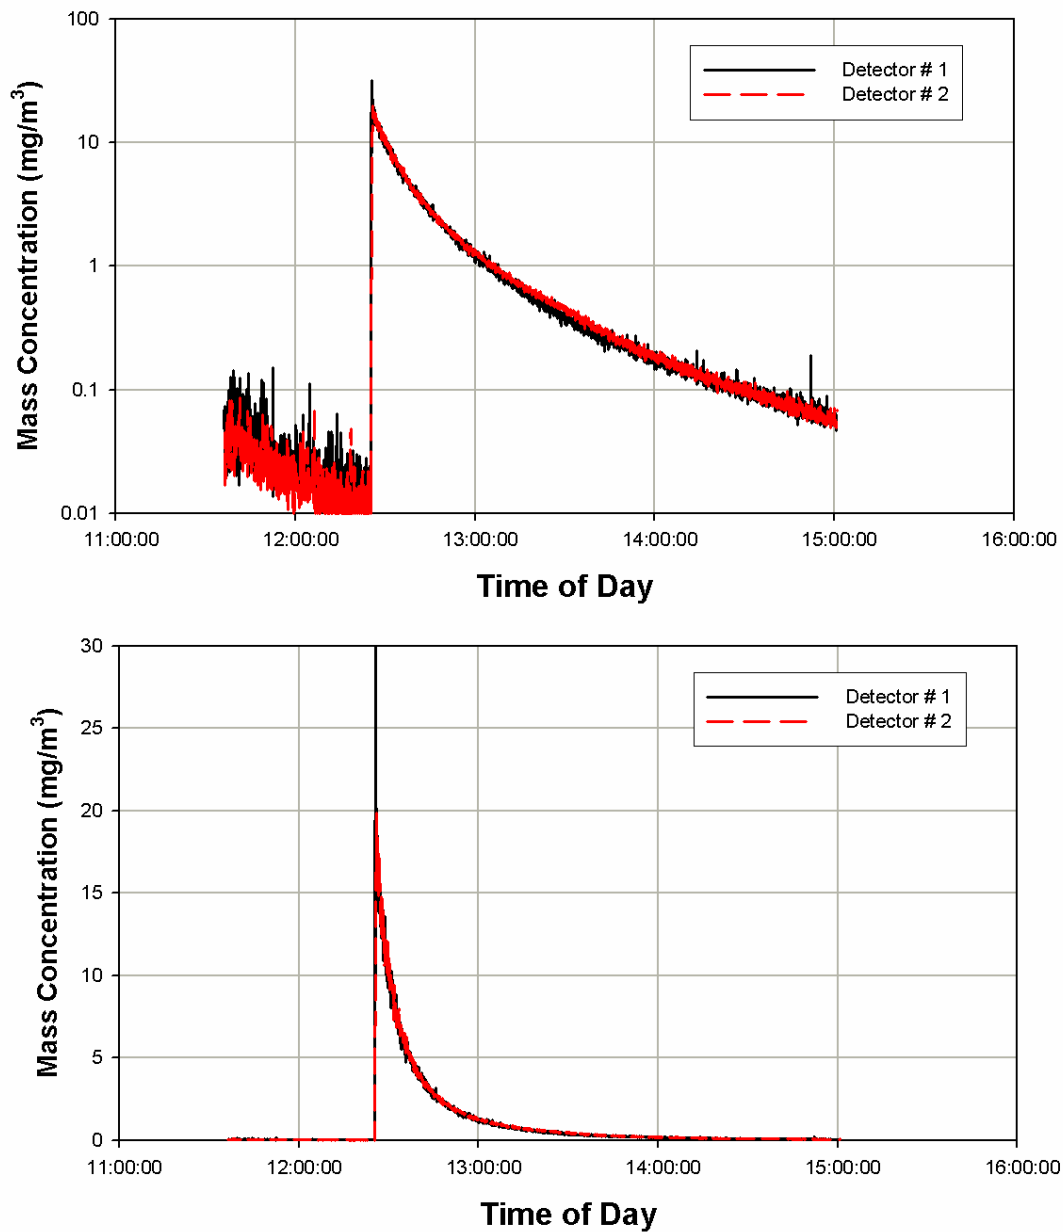 100
10
1
0.1
0.01
Mass Concentration (mg/m³)
Detector # 1
Detector # 2
11:00:00 12:00:00 13:00:00 14:00:00 15:00:00 16:00:00
Time of Day
30
25
20
15
10
5
0
Mass Concentration (mg/m³)
Detector # 1
Detector # 2
11:00:00 12:00:00 13:00:00 14:00:00 15:00:00 16:00:00
Time of Day